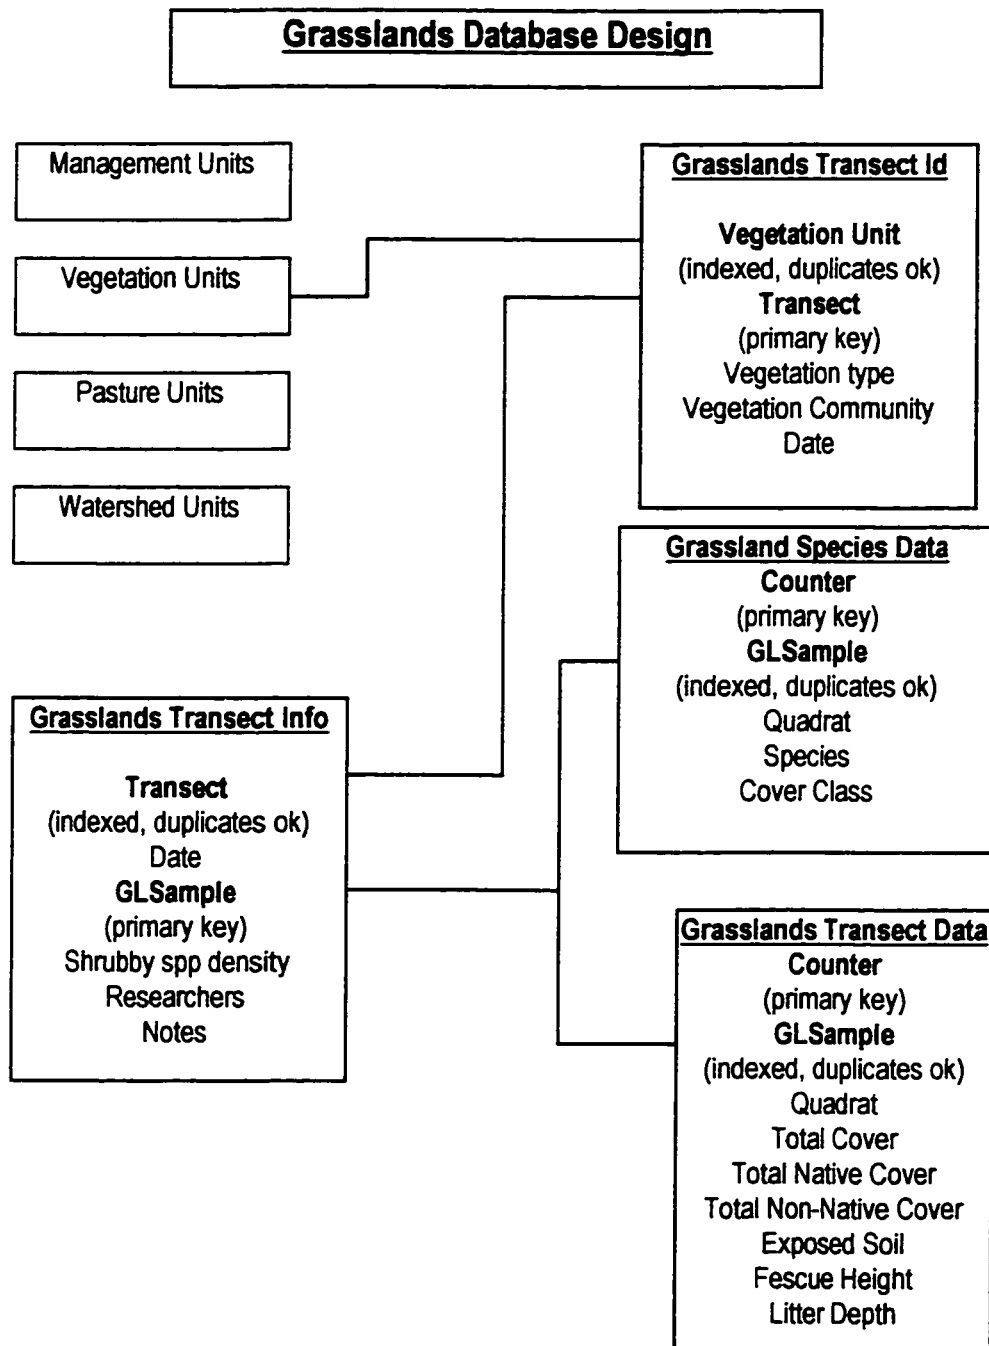 Grasslands Database Design
Management Units
Vegetation Units
Pasture Units
Watershed Units
Grasslands Transect Id
Vegetation Unit
(indexed, duplicates ok)
Transect
(primary key)
Vegetation type
Vegetation Community
Date
Grassland Species Data
Counter
(primary key)
GLSample
(indexed, duplicates ok)
Quadrat
Species
Cover Class
Grasslands Transect Info
Transect
(indexed, duplicates ok)
Date
GLSample
(primary key)
Shrubby spp density
Researchers
Notes
Grasslands Transect Data
Counter
(primary key)
GLSample
(indexed, duplicates ok)
Quadrat
Total Cover
Total Native Cover
Total Non-Native Cover
Exposed Soil
Fescue Height
Litter Depth